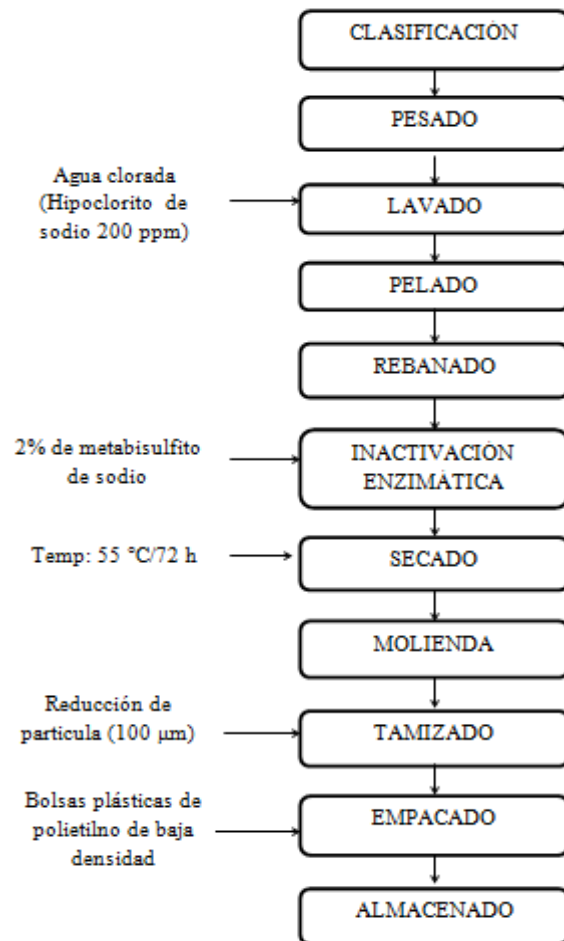 CLASIFICACIÓN
PESADO
Agua clorada
(Hipoclorito de
sodio 200 ppm)
LAVADO
PELADO
REBANADO
2% de metabisulfito
de sodio
INACTIVACIÓN
ENZIMÁTICA
Temp: 55 °C/72 h
SECADO
MOLIENDA
Reducción de
particula (100 µm)
TAMIZADO
Bolsas plásticas de
polietilno de baja
densidad
EMPACADO
ALMACENADO